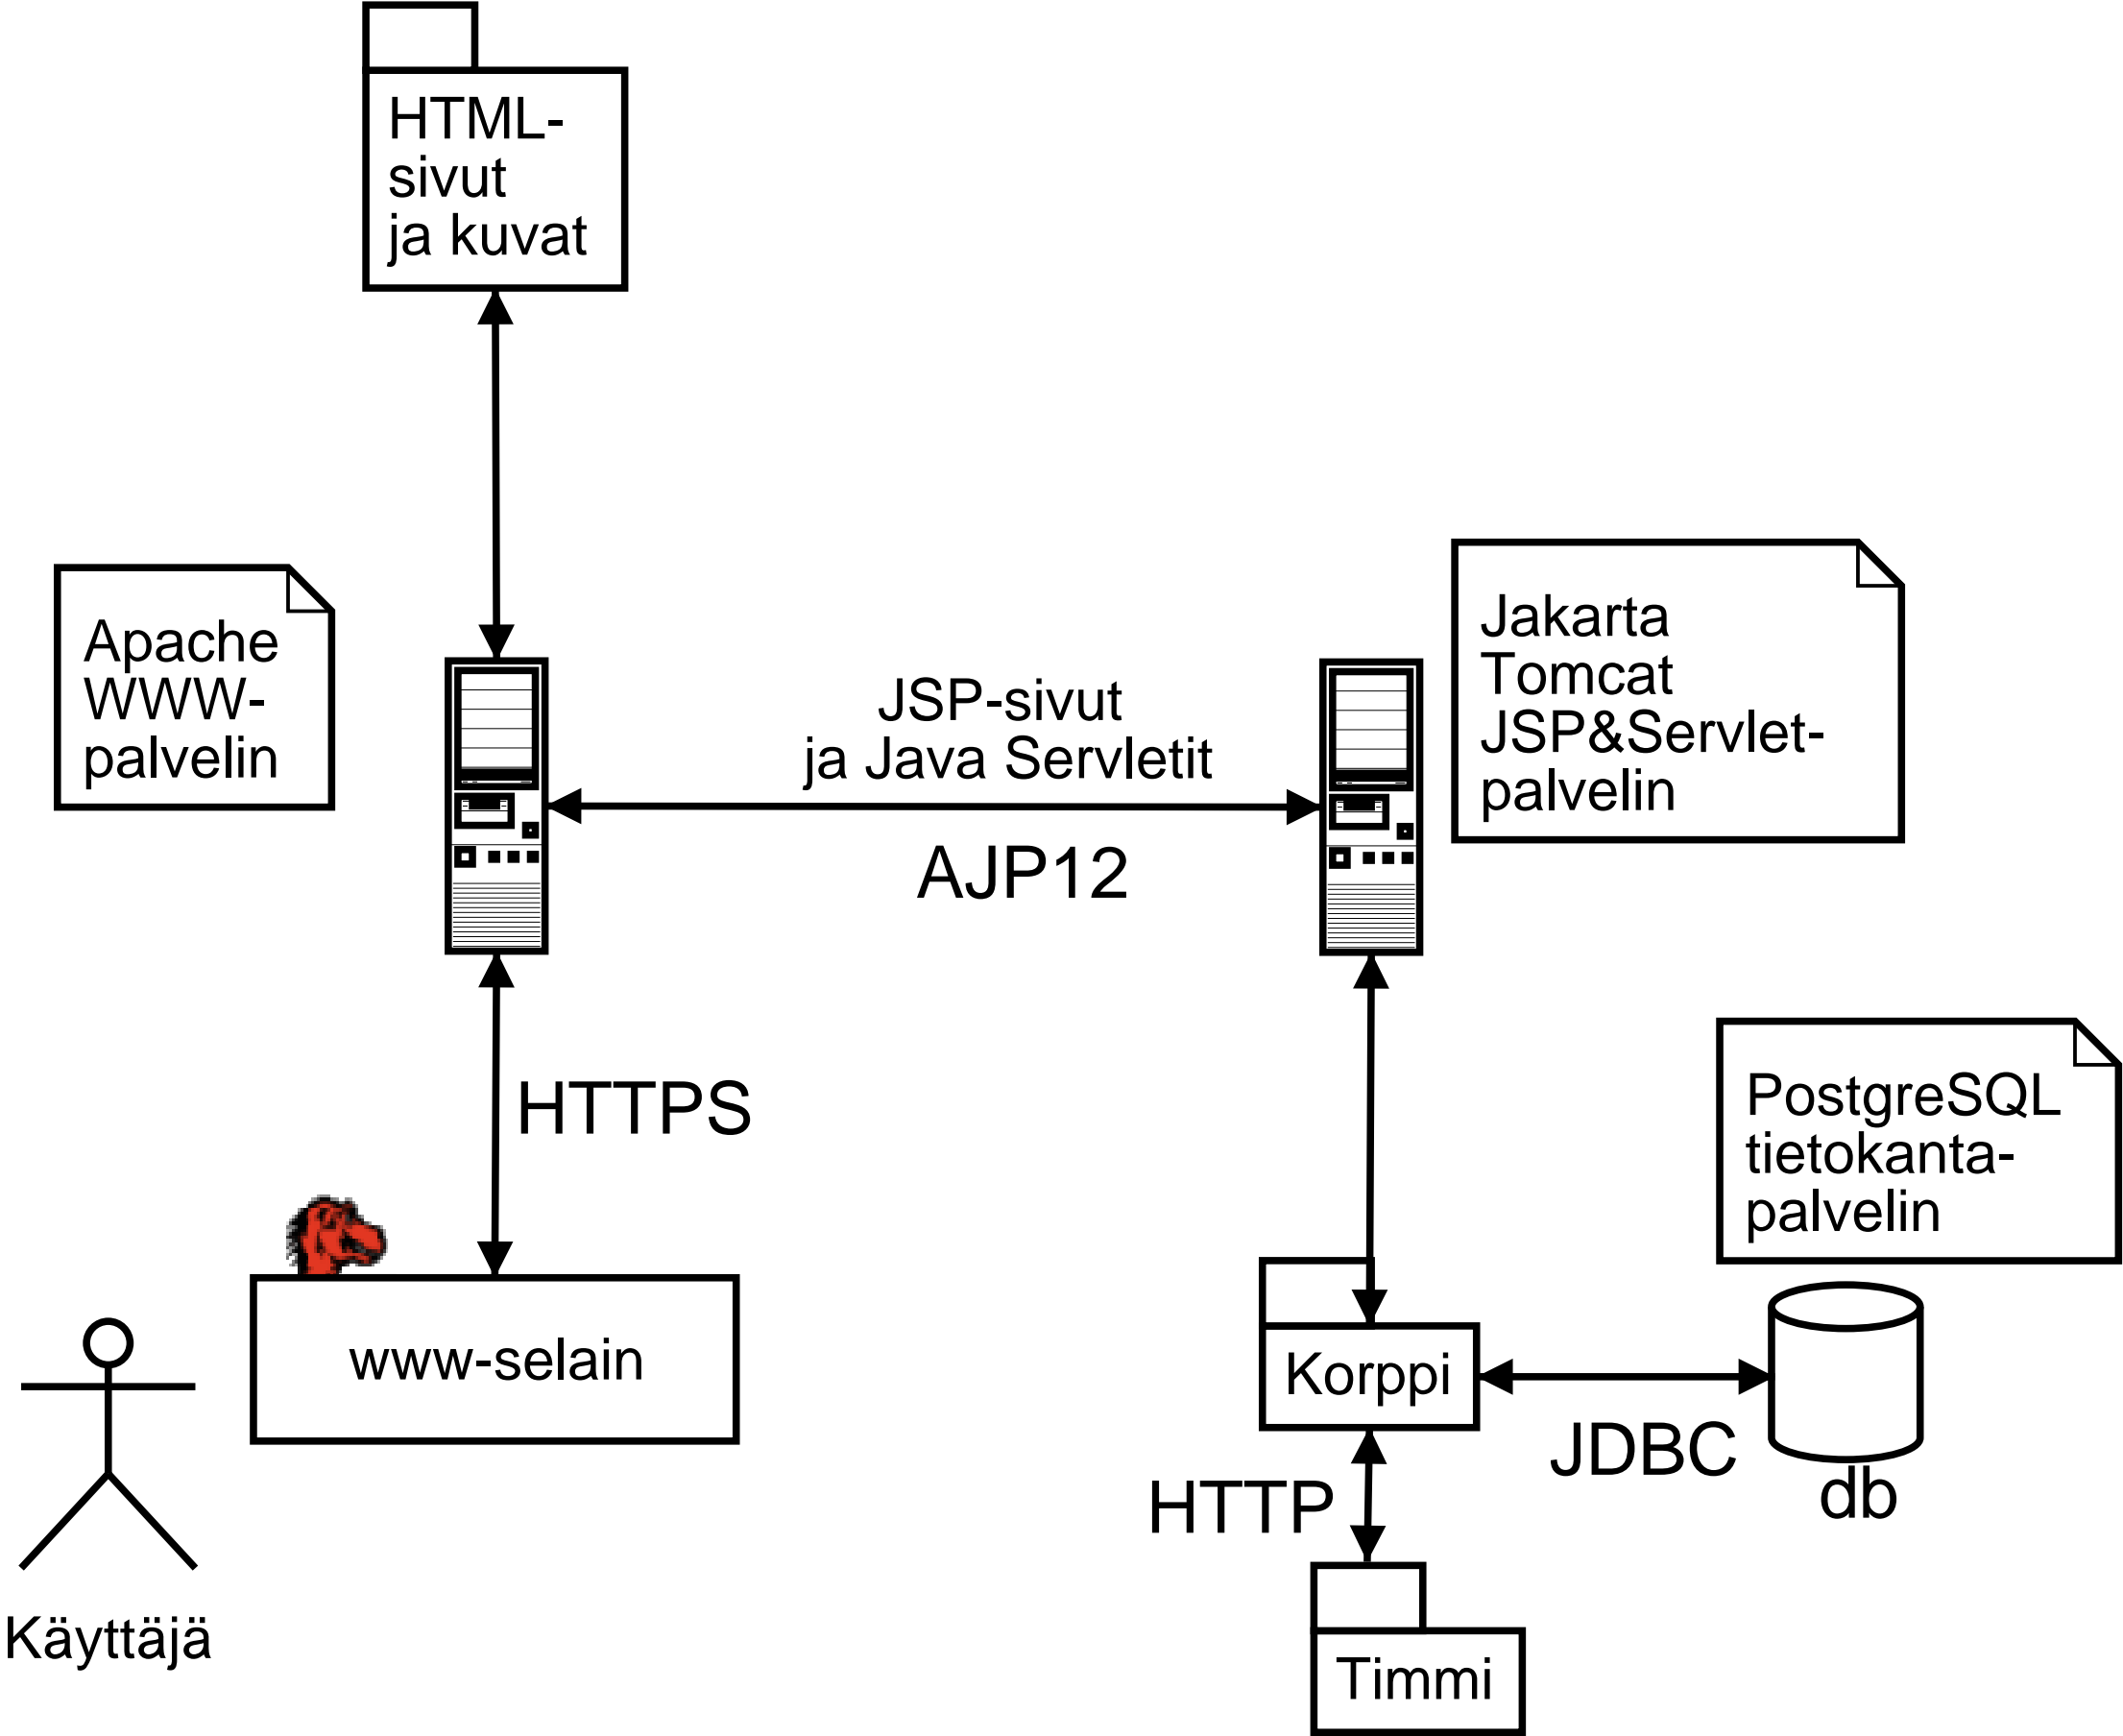 HTML-
sivut
ja kuvat
Apache
WWW-
palvelin
JSP-sivut
ja Java Servletit
AJP12
Jakarta
Tomcat
JSP&Servlet-
palvelin
HTTPS
PostgreSQL
tietokanta-
palvelin
www-selain
Käyttäjä
Korppi
JDBC
db
HTTP
Timmi